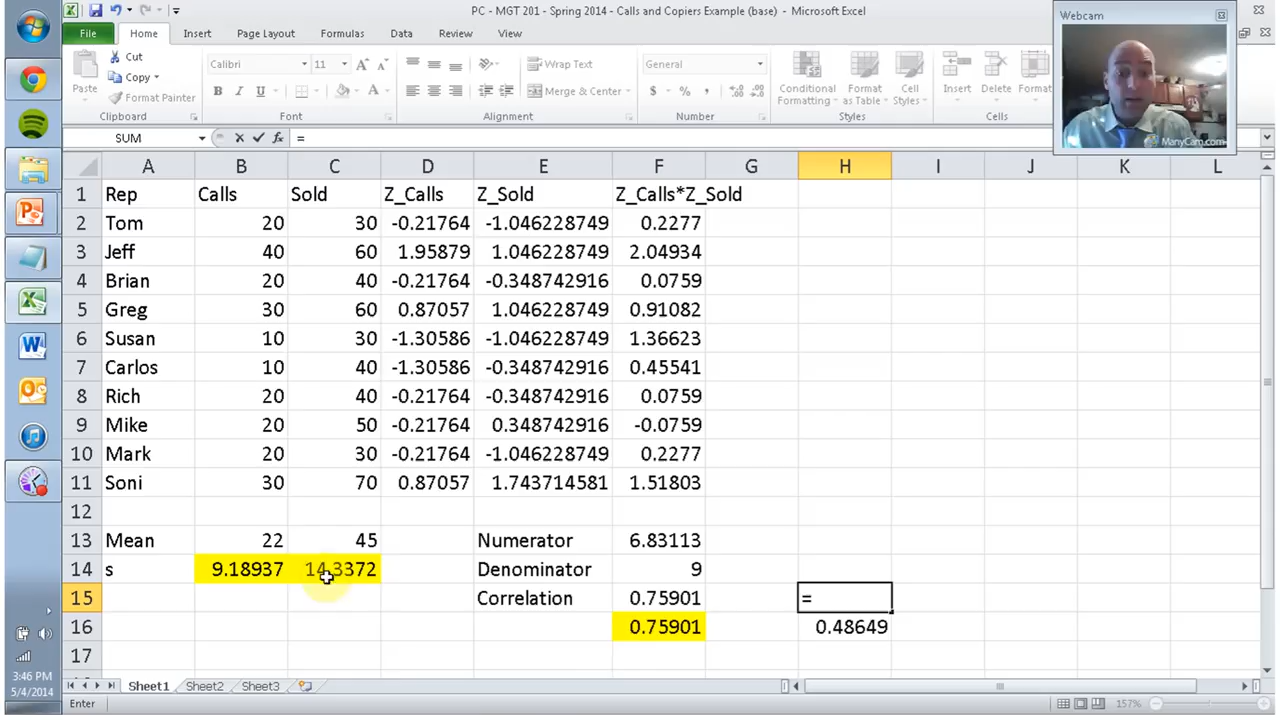 PC - MGT 201 - Spring 2014 - Calls and Copiers Example (base) - Microsoft Excel
Webcam
File Home Insert Page Layout Formulas Data Review View
Paste
Cut
Copy
Format Painter
Clipboard
Calibri 11
B I U
Font
Wrap Text
Merge & Center
Alignment
General
$ % ,
Number
Conditional Formatting
Format as Table
Cell Styles
Styles
Insert Delete Format
Cells
ManyCam.com
SUM =
A B C D E F G H I J K L
1 Rep Calls Sold Z_Calls Z_Sold Z_Calls*Z_Sold
2 Tom 20 30 -0.21764 -1.046228749 0.2277
3 Jeff 40 60 1.95879 1.046228749 2.04934
4 Brian 20 40 -0.21764 -0.348742916 0.0759
5 Greg 30 60 0.87057 1.046228749 0.91082
6 Susan 10 30 -1.30586 -1.046228749 1.36623
7 Carlos 10 40 -1.30586 -0.348742916 0.45541
8 Rich 20 40 -0.21764 -0.348742916 0.0759
9 Mike 20 50 -0.21764 0.348742916 -0.0759
10 Mark 20 30 -0.21764 -1.046228749 0.2277
11 Soni 30 70 0.87057 1.743714581 1.51803
12
13 Mean 22 45 Numerator 6.83113
14 s 9.18937 14.3372 Denominator 9
15 Correlation 0.75901 =
16 0.75901 0.48649
17
Sheet1 Sheet2 Sheet3
Enter 157%
3:46 PM
5/4/2014